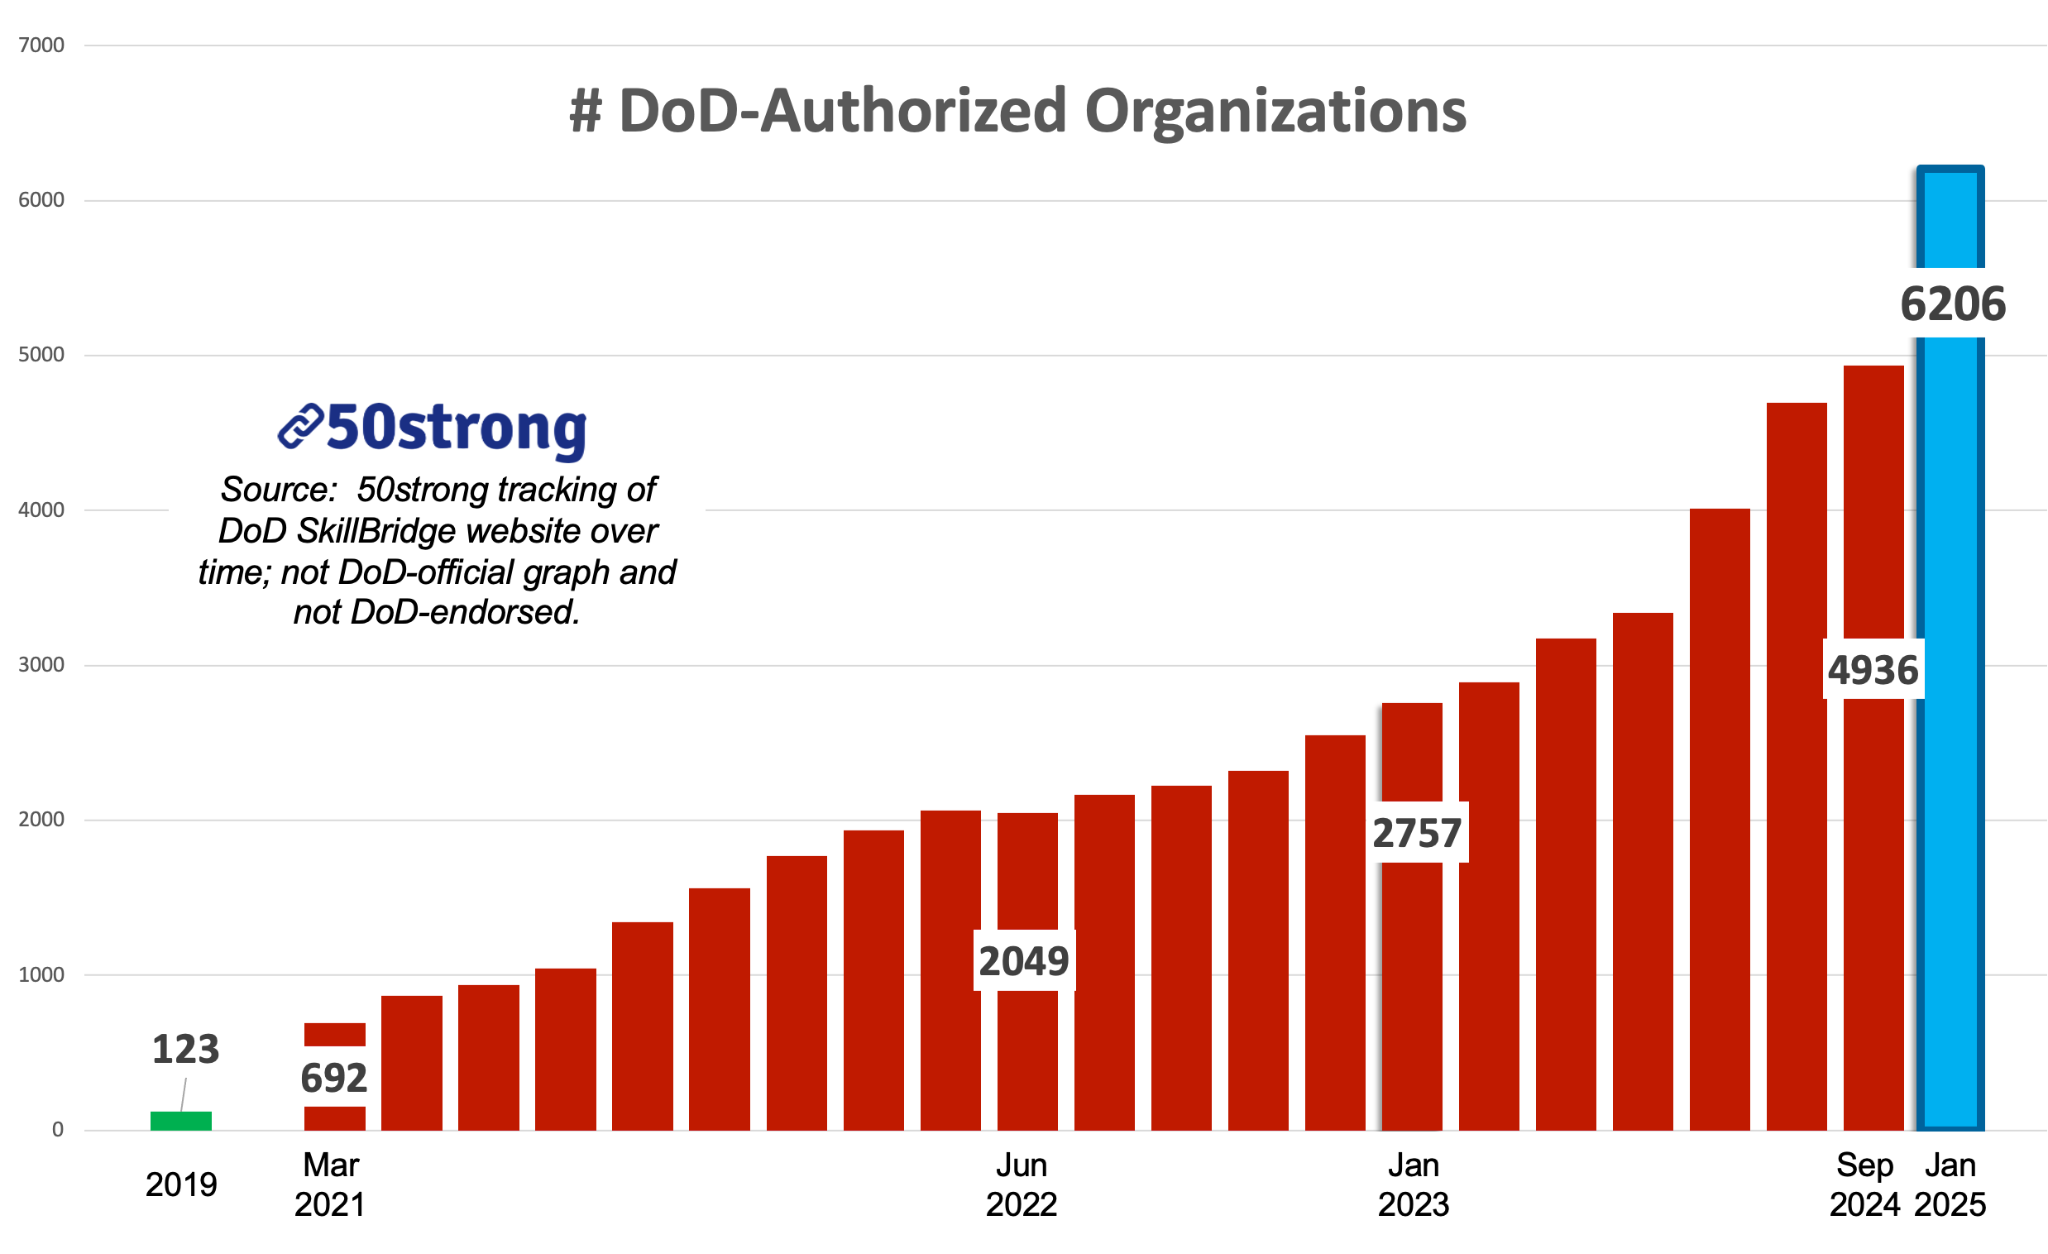 # DoD-Authorized Organizations
7000
6000
5000
4000
3000
2000
1000
0
50strong
Source:  50strong tracking of
DoD SkillBridge website over
time; not DoD-official graph and
not DoD-endorsed.
123
692
2049
2757
4936
6206
2019
Mar
2021
Jun
2022
Jan
2023
Sep
2024
Jan
2025